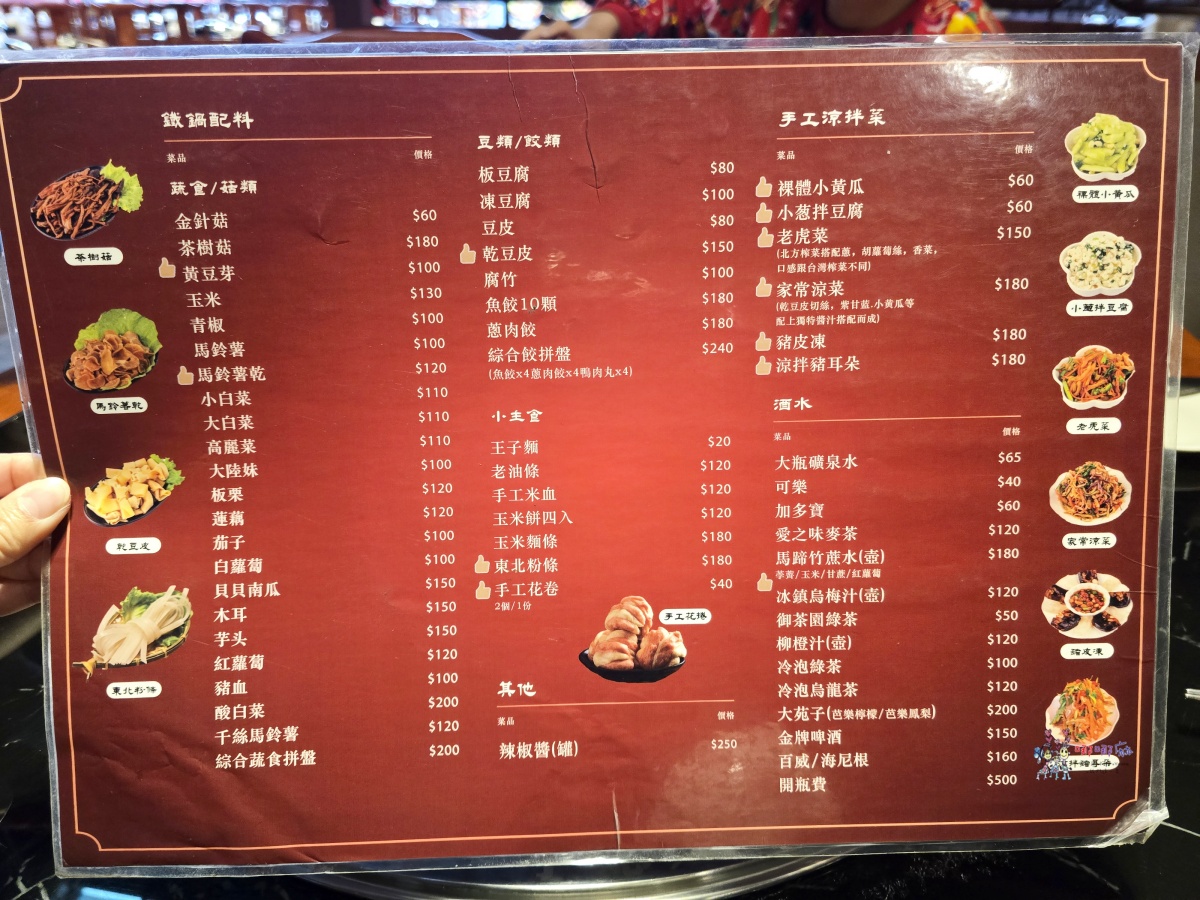 鐵鍋配料
菜品 價格
蔬食/菇類
金針菇 $60
茶樹菇 $180
黃豆芽 $100
玉米 $130
青椒 $100
馬鈴薯 $100
馬鈴薯乾 $120
小白菜 $110
大白菜 $110
高麗菜 $110
大陸妹 $100
板栗 $120
蓮藕 $120
茄子 $100
白蘿蔔 $100
貝貝南瓜 $150
木耳 $150
芋头 $150
紅蘿蔔 $120
豬血 $100
酸白菜 $200
千絲馬鈴薯 $120
綜合蔬食拼盤 $200
茶樹菇
馬鈴薯乾
乾豆皮
東北粉條
豆類/餃類
板豆腐 $80
凍豆腐 $100
豆皮 $80
乾豆皮 $150
腐竹 $100
魚餃10顆 $180
蔥肉餃 $180
綜合餃拼盤 $240
(魚餃x4蔥肉餃x4鴨肉丸x4)
小主食
王子麵 $20
老油條 $120
手工米血 $120
玉米餅四入 $120
玉米麵條 $180
東北粉條 $180
手工花卷 $40
2個/1份
手工花捲
其他
菜品 價格
辣椒醬(罐) $250
手工涼拌菜
菜品 價格
裸體小黃瓜 $60
小葱拌豆腐 $60
老虎菜 $150
(北方榨菜搭配蔥，胡蘿蔔絲，香菜，
口感跟台灣榨菜不同)
家常涼菜 $180
(乾豆皮切絲，紫甘藍.小黃瓜等
配上獨特醬汁搭配而成)
豬皮凍 $180
涼拌豬耳朵 $180
酒水
菜品 價格
大瓶礦泉水 $65
可樂 $40
加多寶 $60
愛之味麥茶 $120
馬蹄竹蔗水(壺) $180
荸薺/玉米/甘蔗/紅蘿蔔
冰鎮烏梅汁(壺) $120
御茶園綠茶 $50
柳橙汁(壺) $120
冷泡綠茶 $100
冷泡烏龍茶 $120
大苑子(芭樂檸檬/芭樂鳳梨) $200
金牌啤酒 $150
百威/海尼根 $160
開瓶費 $500
裸體小黃瓜
小蔥拌豆腐
老虎菜
家常涼菜
豬皮凍
拌豬耳朵